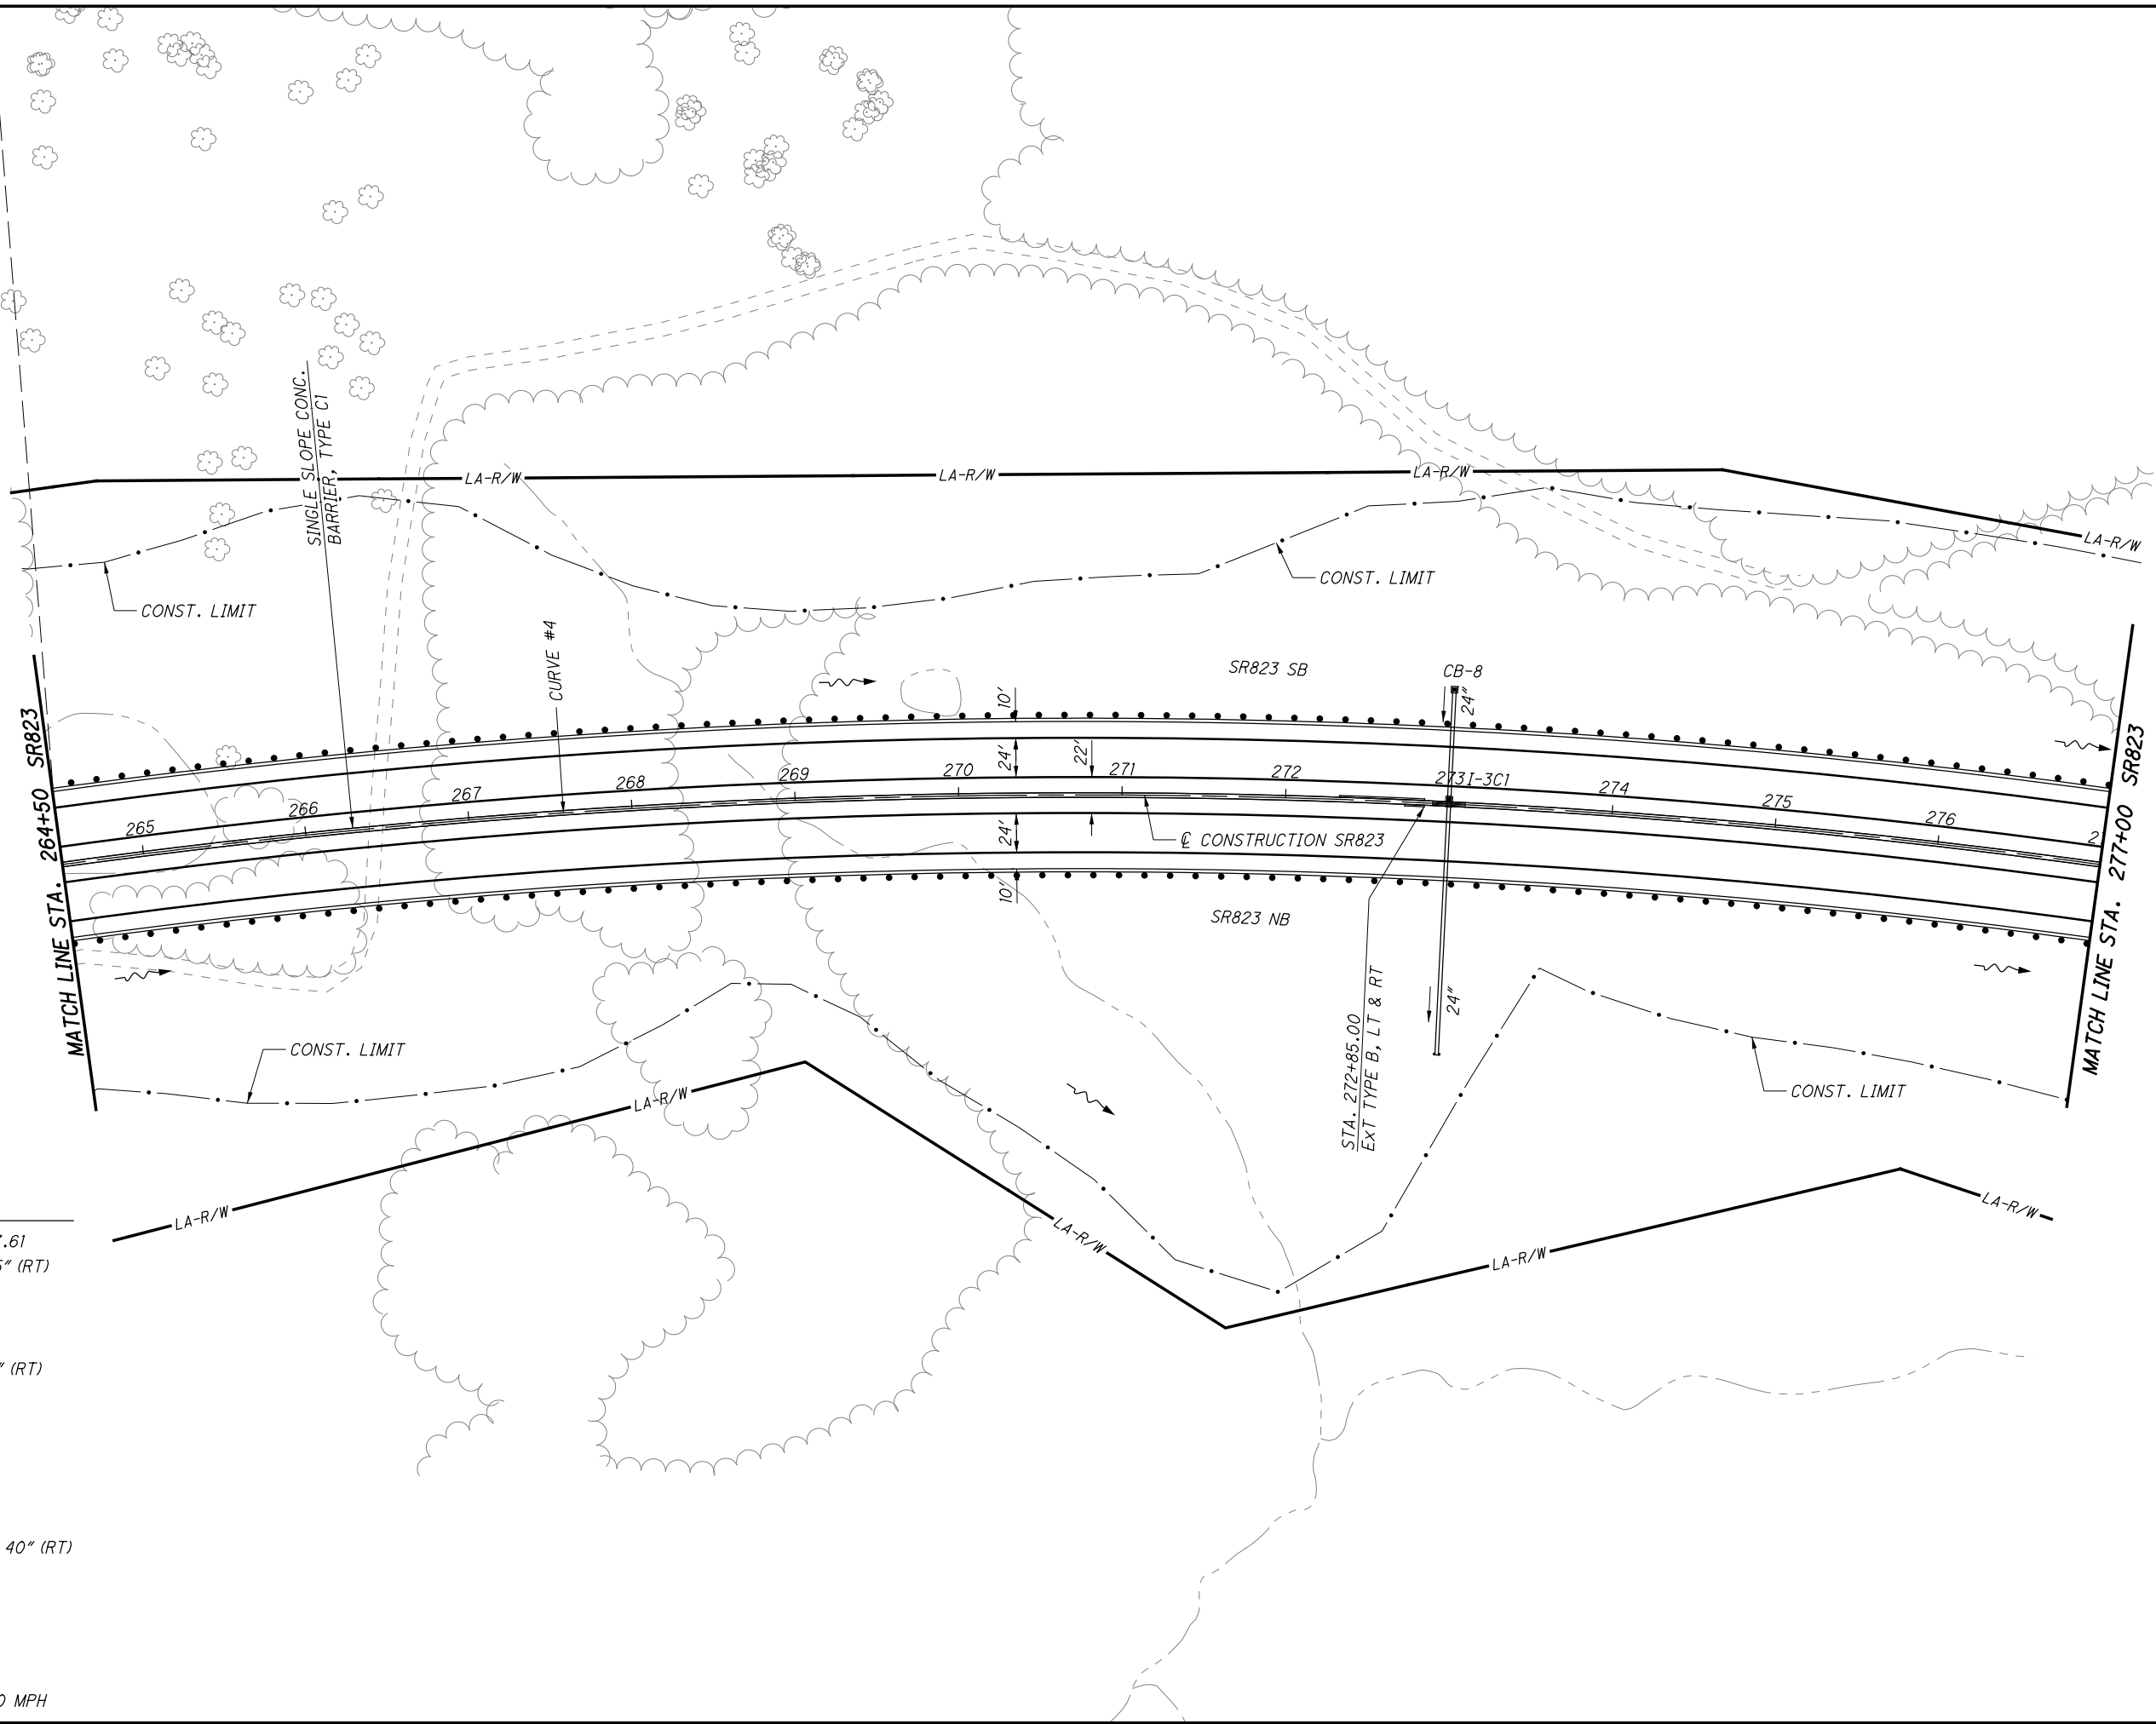 SINGLE SLOPE CONC.
BARRIER, TYPE C1
LA-R/W
LA-R/W
LA-R/W
LA-R/W
CONST. LIMIT
CONST. LIMIT
CURVE #4
SR823 SB
CB-8
24"
10'
24'
22'
MATCH LINE STA. 264+50 SR823
265
266
267
268
269
270
271
272
273
I-3C1
274
275
276
MATCH LINE STA. 277+00 SR823
24'
℄ CONSTRUCTION SR823
10'
SR823 NB
24"
STA. 272+85.00
ExT TYPE B, LT & RT
CONST. LIMIT
CONST. LIMIT
LA-R/W
LA-R/W
LA-R/W
LA-R/W
LA-R/W
.61
" (RT)
" (RT)
40" (RT)
MPH